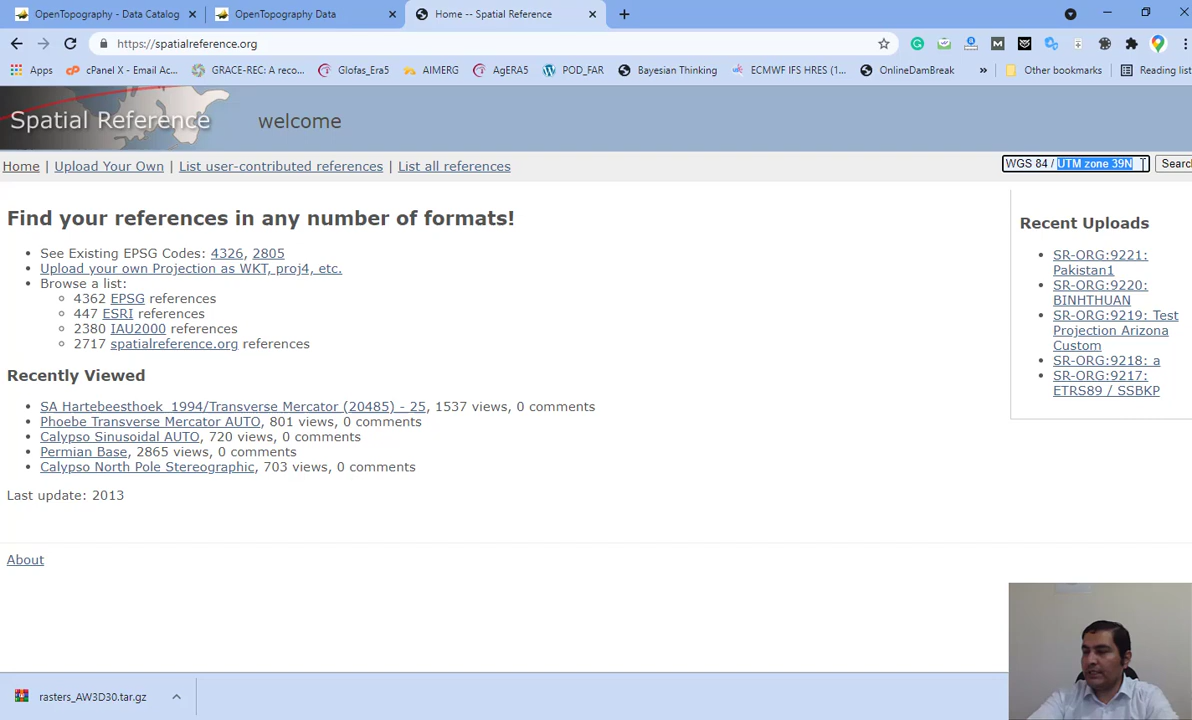 OpenTopography - Data Catalog
OpenTopography Data
Home -- Spatial Reference
https://spatialreference.org
Apps
cPanel X - Email Ac...
GRACE-REC: A reco...
Glofas_Era5
AIMERG
AgERA5
POD_FAR
Bayesian Thinking
ECMWF IFS HRES (1...
OnlineDamBreak
»
Other bookmarks
Reading list
Spatial Reference
welcome
Home | Upload Your Own | List user-contributed references | List all references
WGS 84 / UTM zone 39N
Search
Find your references in any number of formats!
• See Existing EPSG Codes: 4326, 2805
• Upload your own Projection as WKT, proj4, etc.
• Browse a list:
4362 EPSG references
447 ESRI references
2380 IAU2000 references
2717 spatialreference.org references
Recently Viewed
• SA Hartebeesthoek_1994/Transverse Mercator (20485) - 25, 1537 views, 0 comments
• Phoebe Transverse Mercator AUTO, 801 views, 0 comments
• Calypso Sinusoidal AUTO, 720 views, 0 comments
• Permian Base, 2865 views, 0 comments
• Calypso North Pole Stereographic, 703 views, 0 comments
Last update: 2013
Recent Uploads
• SR-ORG:9221:
Pakistan1
• SR-ORG:9220:
BINHTHUAN
• SR-ORG:9219: Test
Projection Arizona
Custom
• SR-ORG:9218: a
• SR-ORG:9217:
ETRS89 / SSBKP
About
rasters_AW3D30.tar.gz